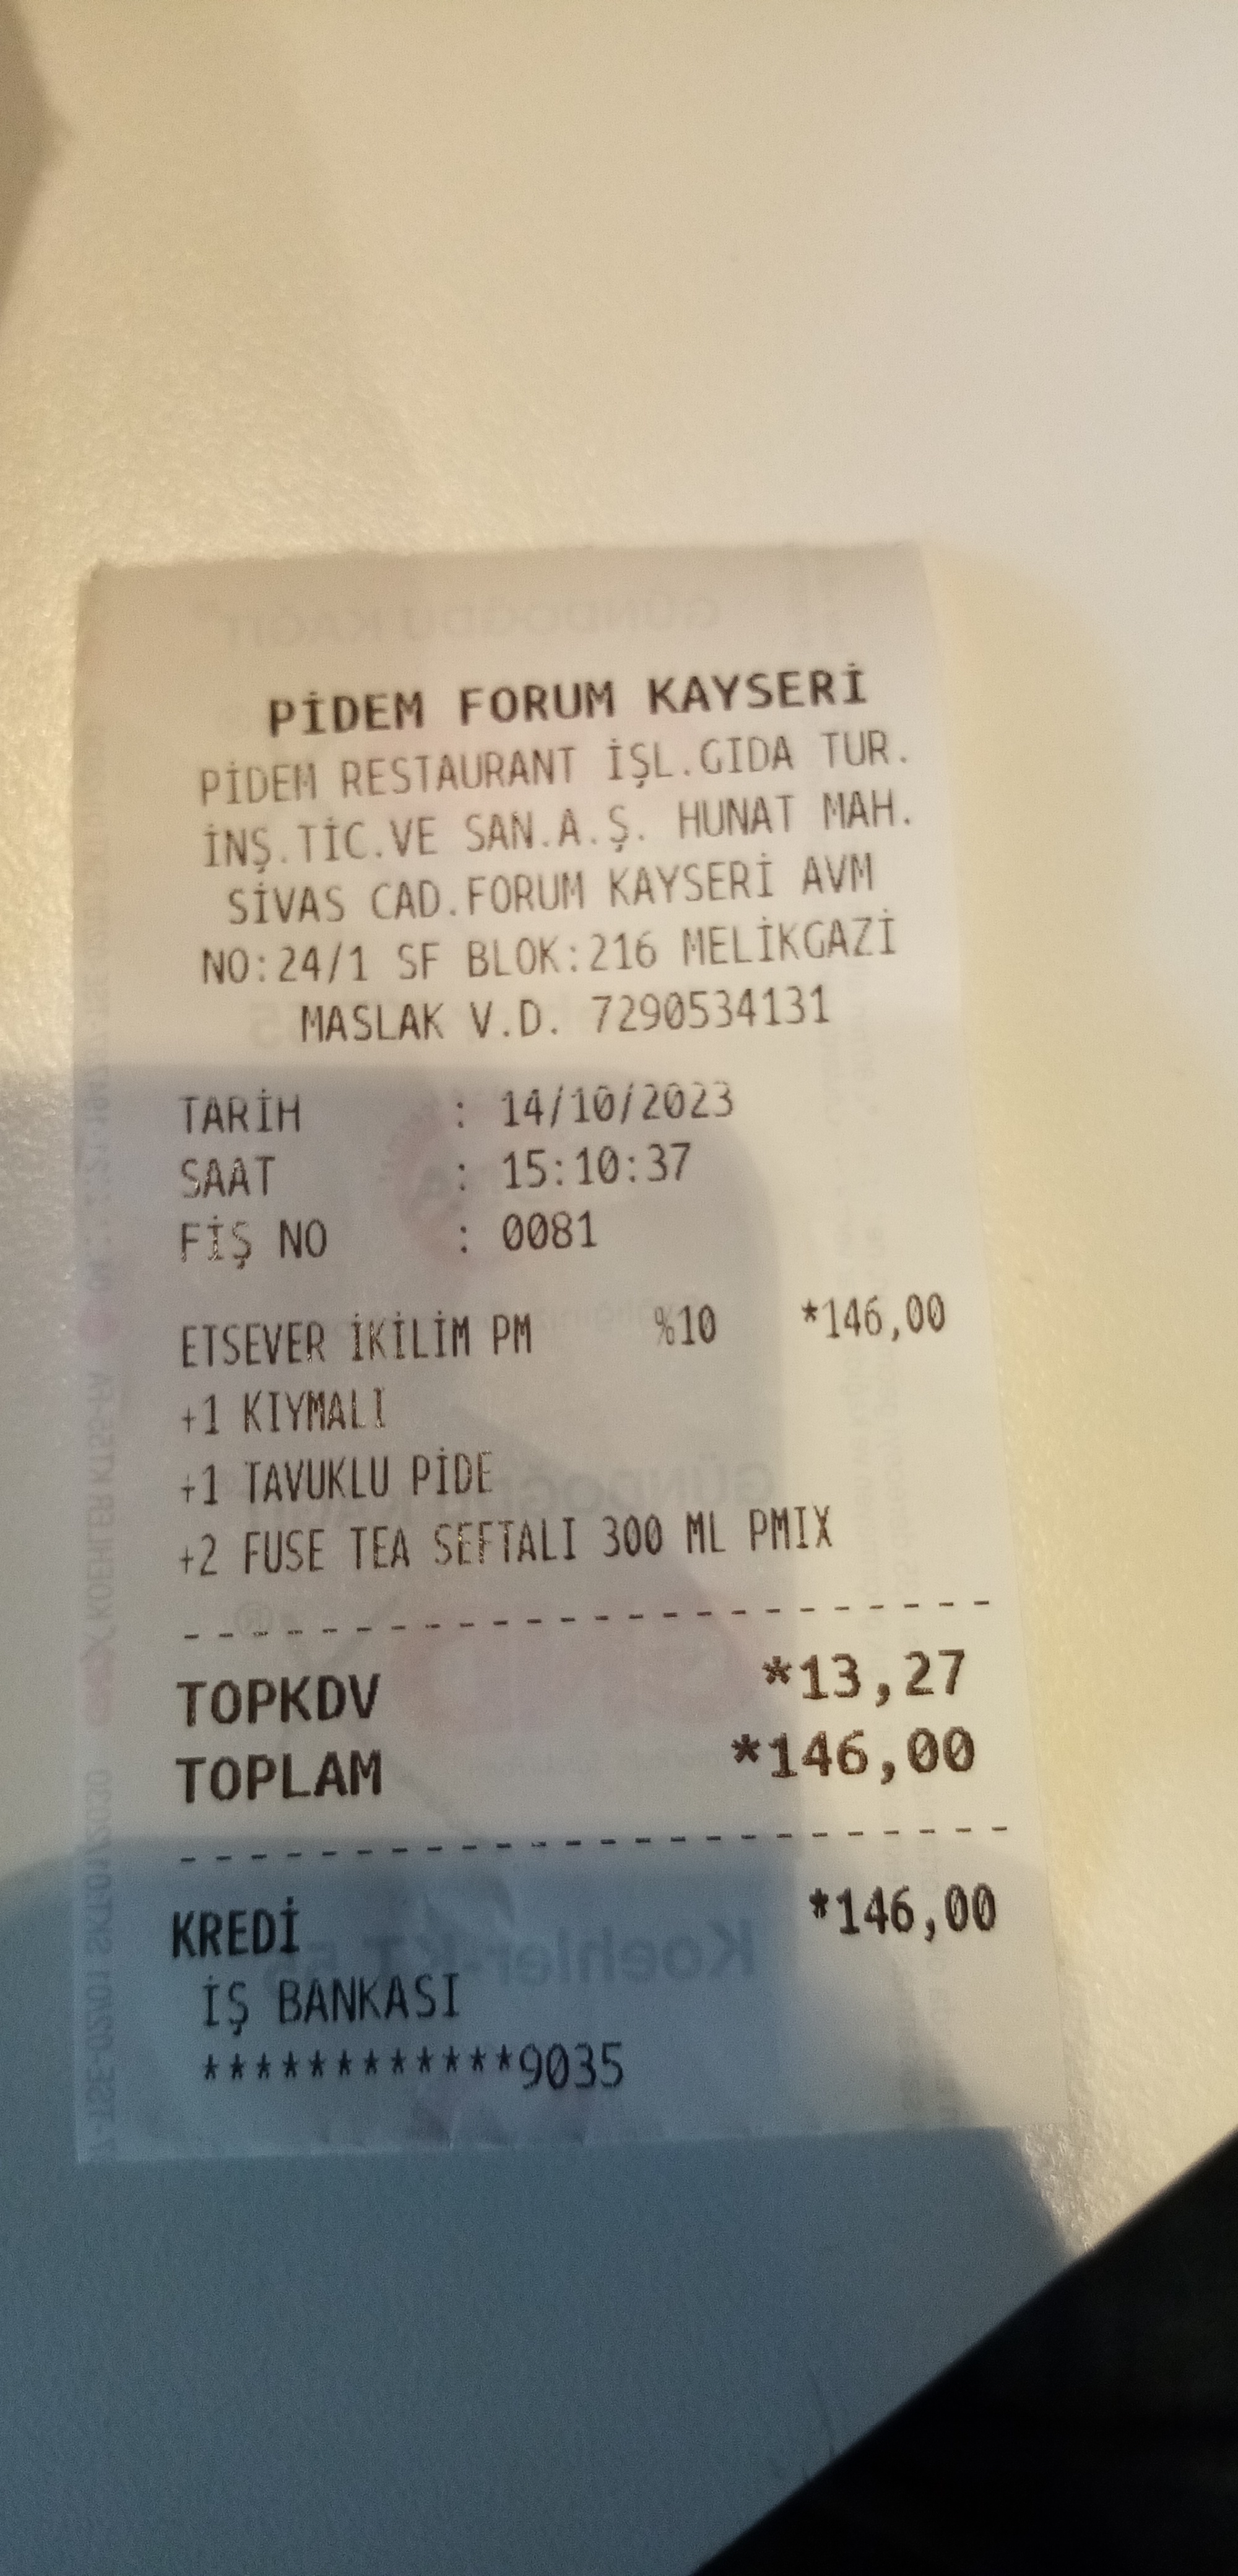 PİDEM FORUM KAYSERİ
PİDEM RESTAURANT İŞL.GIDA TUR.
İNŞ.TİC.VE SAN.A.Ş. HUNAT MAH.
SİVAS CAD.FORUM KAYSERİ AVM
NO:24/1 SF BLOK:216 MELİKGAZİ
MASLAK V.D. 7290534131
TARİH : 14/10/2023
SAAT : 15:10:37
FİŞ NO : 0081
ETSEVER İKİLİM PM %10 *146,00
+1 KIYMALI
+1 TAVUKLU PİDE
+2 FUSE TEA SEFTALI 300 ML PMIX
TOPKDV *13,27
TOPLAM *146,00
KREDİ *146,00
İŞ BANKASI
************9035